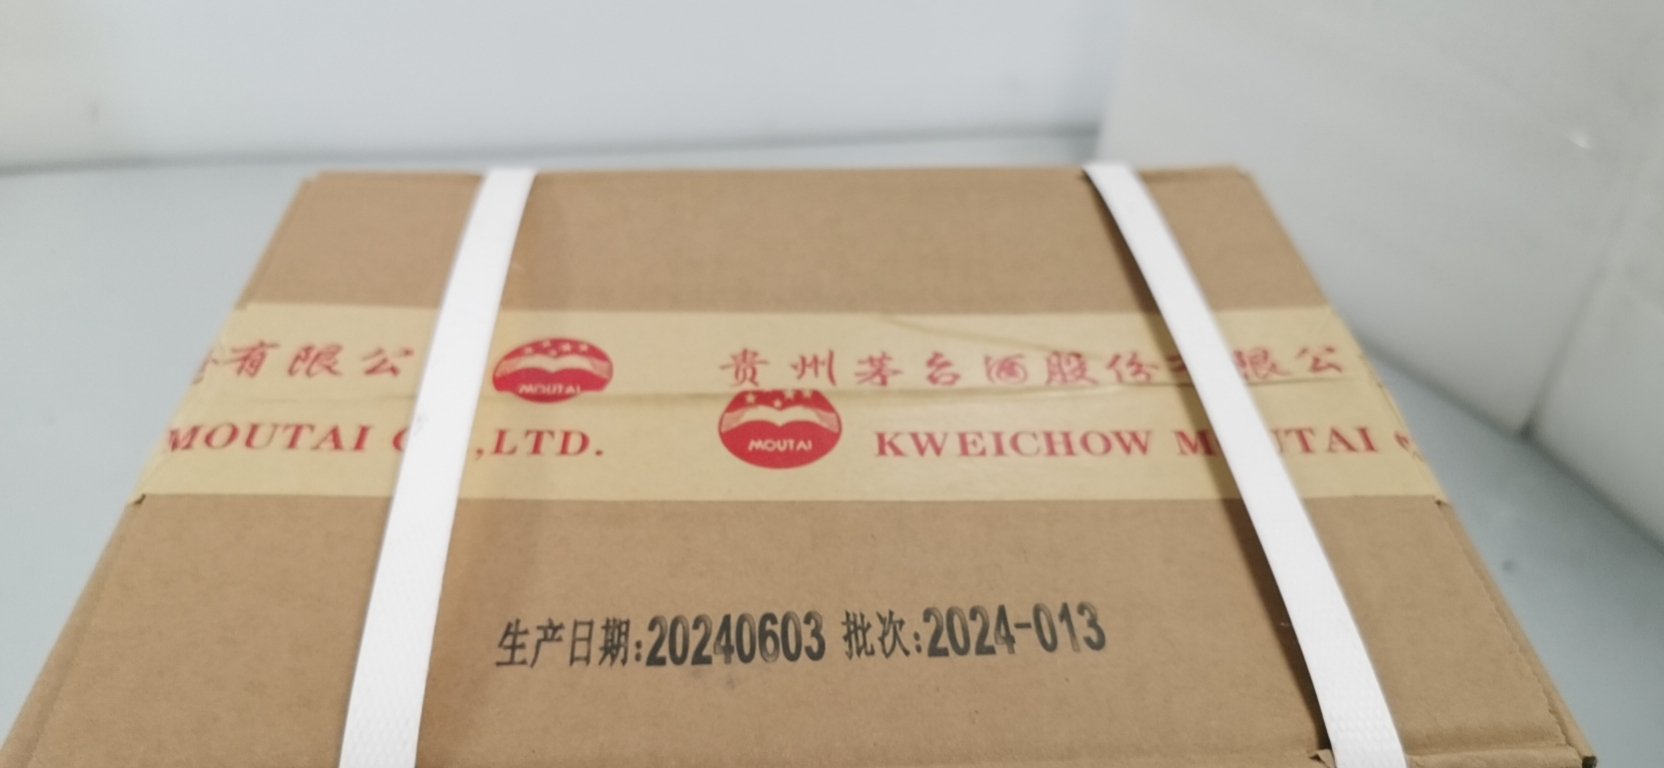 有限公
MOUTAI
贵州茅台酒股份 限公
MOUTAI C ,LTD.
MOUTAI
KWEICHOW M UTAI
生产日期:20240603 批次:2024-013